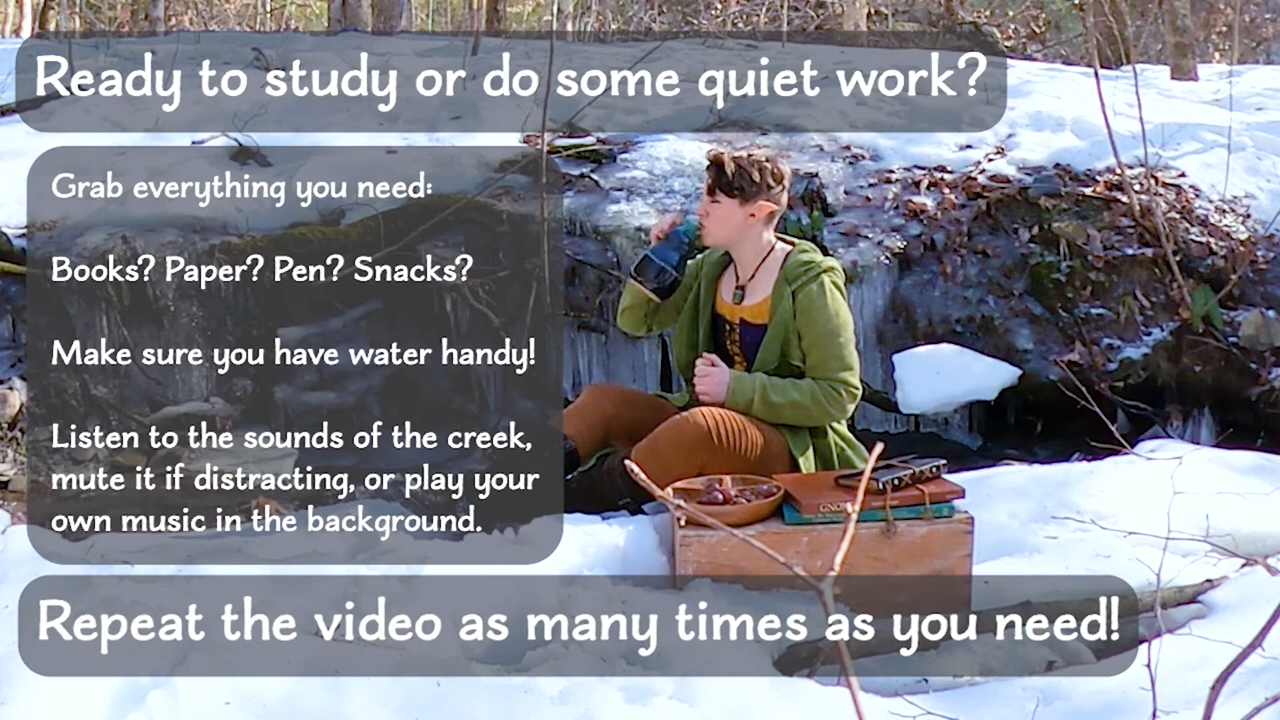 Ready to study or do some quiet work?
Grab everything you need:
Books? Paper? Pen? Snacks?
Make sure you have water handy!
Listen to the sounds of the creek,
mute it if distracting, or play your
own music in the background.
Repeat the video as many times as you need!